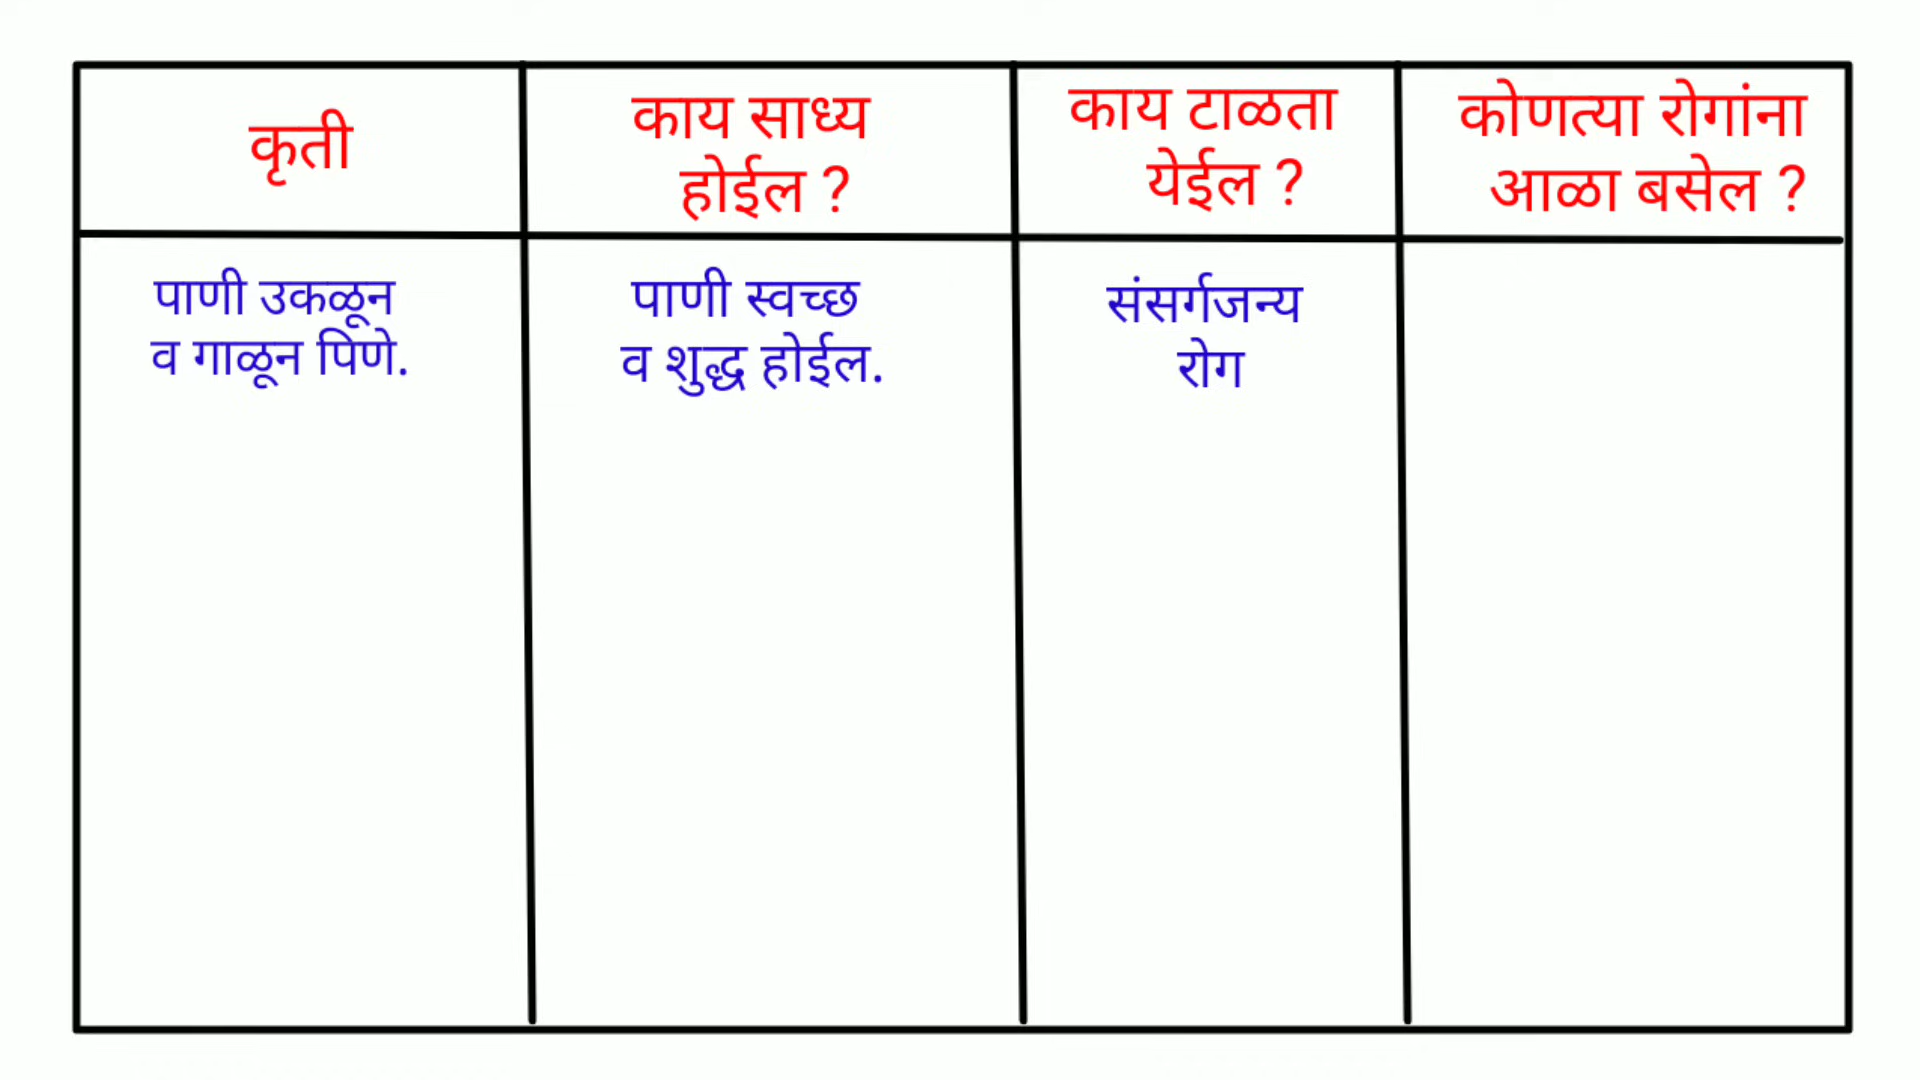 कृती
काय साध्य
होईल ?
काय टाळता
येईल ?
कोणत्या रोगांना
आळा बसेल ?
पाणी उकळून
व गाळून पिणे.
पाणी स्वच्छ
व शुद्ध होईल.
संसर्गजन्य
रोग